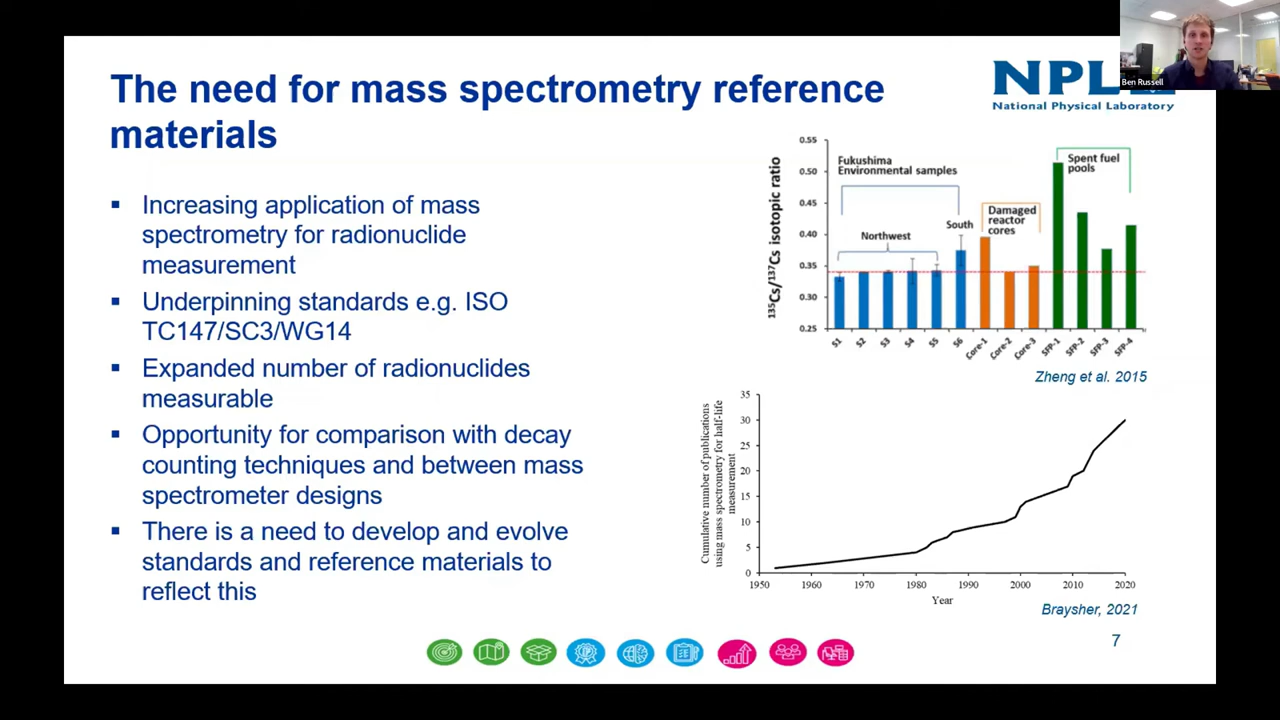 The need for mass spectrometry reference
materials
NPL
National Physical Laboratory
Ben Russell
▪ Increasing application of mass
spectrometry for radionuclide
measurement
▪ Underpinning standards e.g. ISO
TC147/SC3/WG14
▪ Expanded number of radionuclides
measurable
▪ Opportunity for comparison with decay
counting techniques and between mass
spectrometer designs
▪ There is a need to develop and evolve
standards and reference materials to
reflect this
135Cs/137Cs isotopic ratio
0.55
0.50
0.45
0.40
0.35
0.30
0.25
Fukushima
Environmental samples
Northwest
South
Damaged
reactor
cores
Spent fuel
pools
S1
S2
S3
S4
S5
S6
Core-1
Core-2
Core-3
SFP-1
SFP-2
SFP-3
SFP-4
Zheng et al. 2015
Cumulative number of publications
using mass spectrometry for half-life
measurement
35
30
25
20
15
10
5
0
1950 1960 1970 1980 1990 2000 2010 2020
Year
Braysher, 2021
7